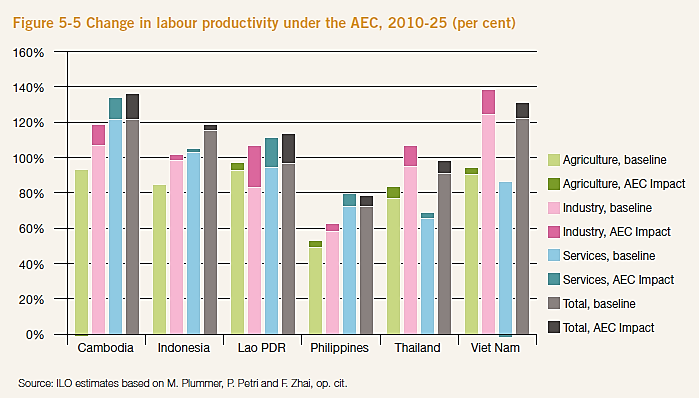 Figure 5-5 Change in labour productivity under the AEC, 2010-25 (per cent)
160%
140%
120%
100%
80%
60%
40%
20%
0%
Cambodia Indonesia Lao PDR Philippines Thailand Viet Nam
Agriculture, baseline
Agriculture, AEC Impact
Industry, baseline
Industry, AEC Impact
Services, baseline
Services, AEC Impact
Total, baseline
Total, AEC Impact
Source: ILO estimates based on M. Plummer, P. Petri and F. Zhai, op. cit.